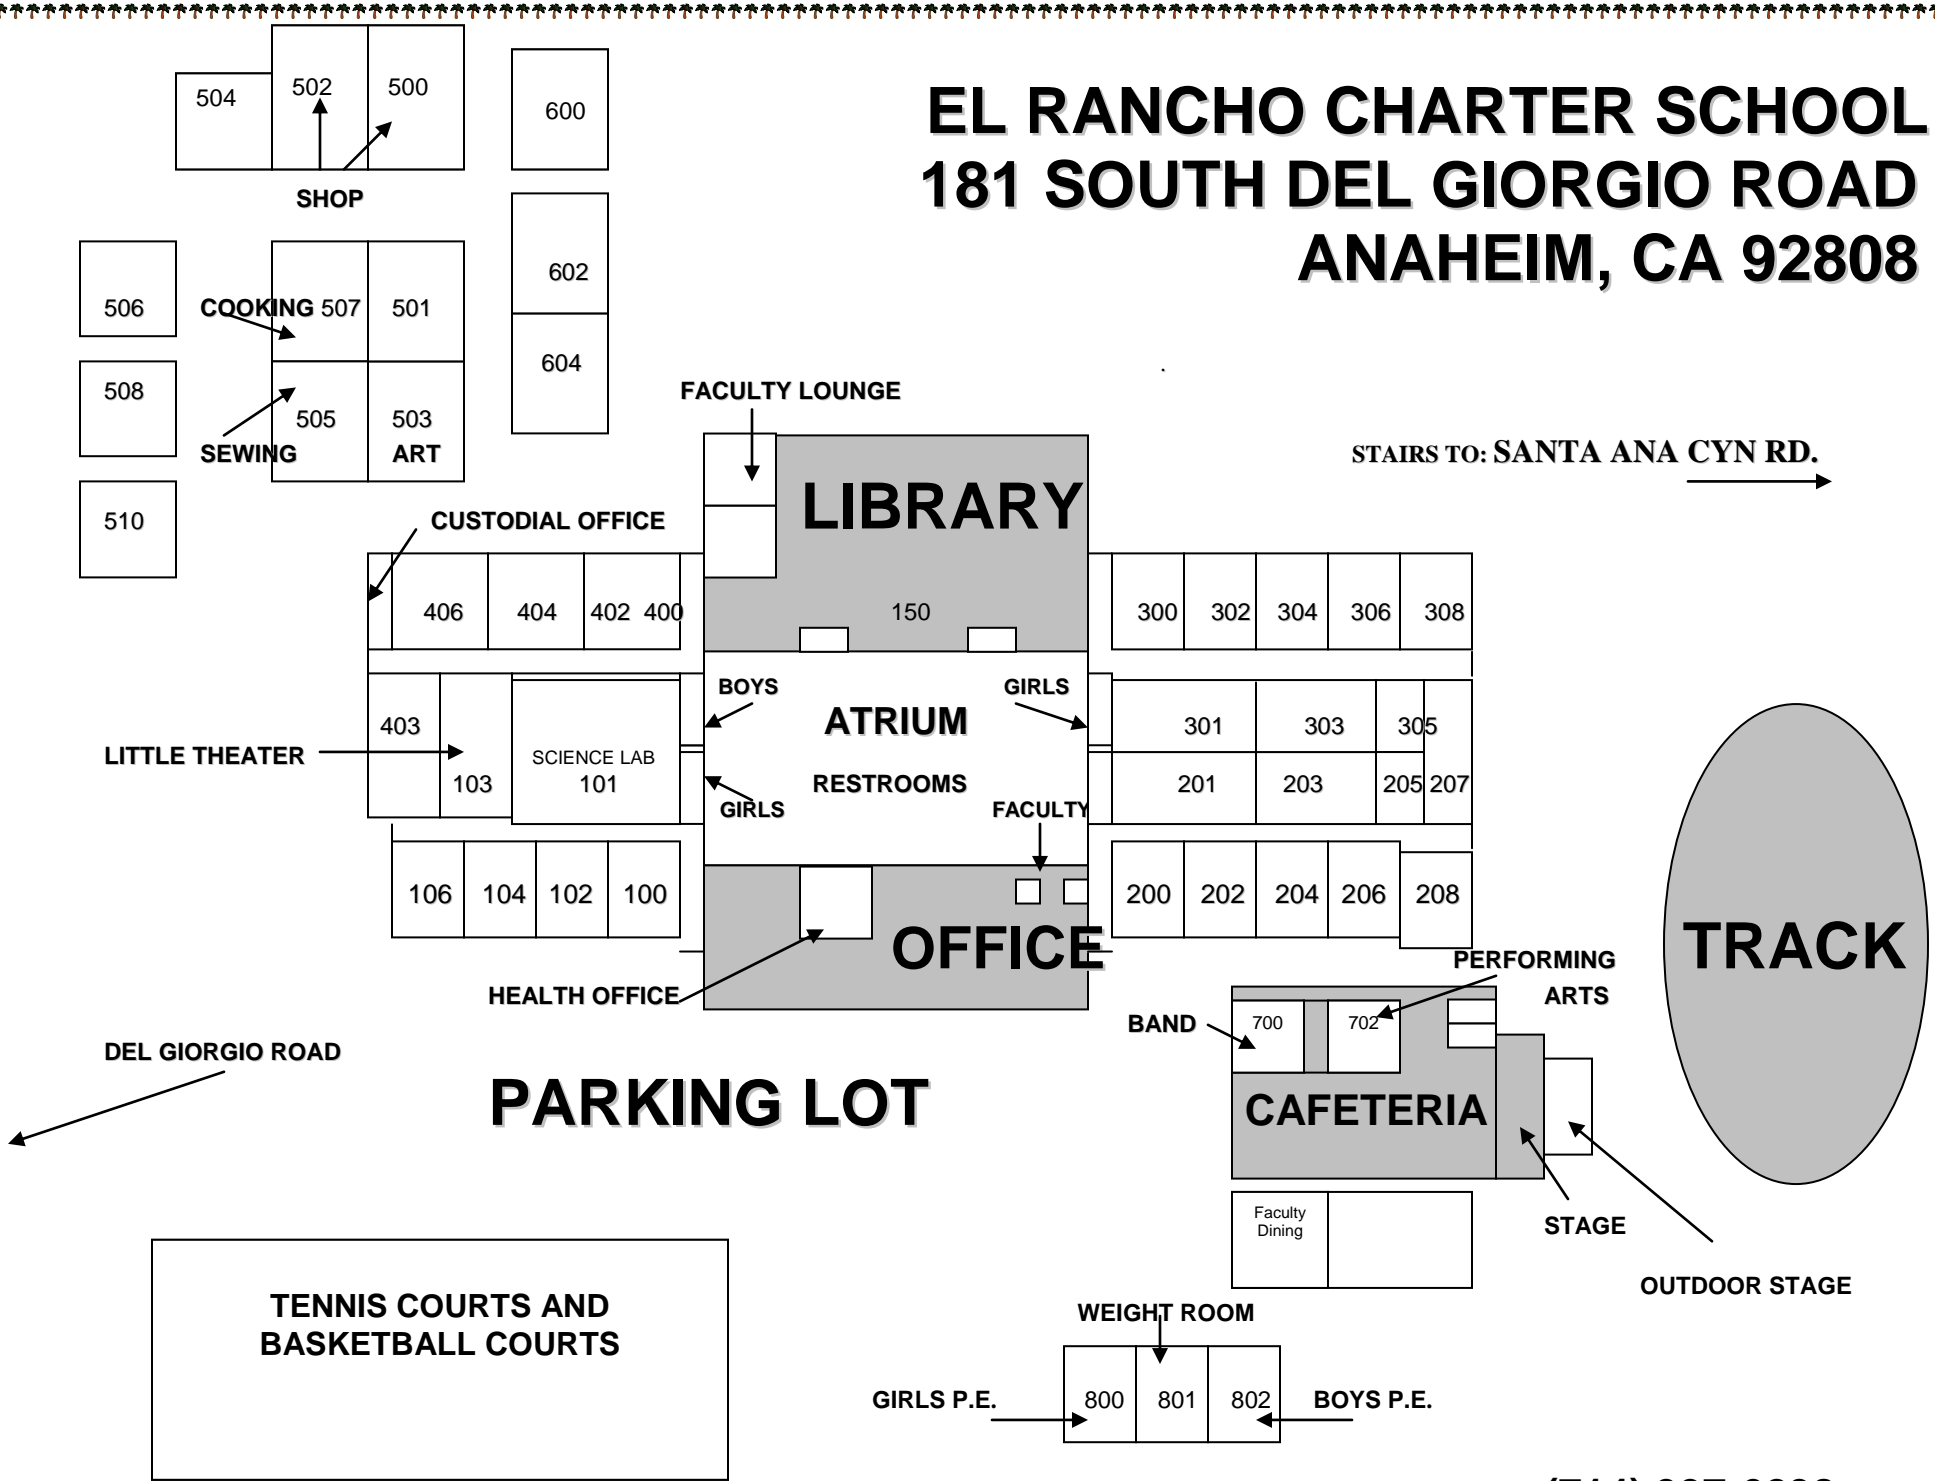 EL RANCHO CHARTER SCHOOL
181 SOUTH DEL GIORGIO ROAD
ANAHEIM, CA 92808
504
502
500
600
SHOP
506
COOKING 507
501
602
508
505
503
604
SEWING
ART
510
FACULTY LOUNGE
LIBRARY
STAIRS TO: SANTA ANA CYN RD.
CUSTODIAL OFFICE
406
404
402
400
150
300
302
304
306
308
BOYS
GIRLS
403
ATRIUM
301
303
305
LITTLE THEATER
103
SCIENCE LAB
101
RESTROOMS
201
203
205
207
GIRLS
FACULTY
106
104
102
100
200
202
204
206
208
OFFICE
TRACK
HEALTH OFFICE
PERFORMING
ARTS
BAND
700
702
DEL GIORGIO ROAD
PARKING LOT
CAFETERIA
Faculty
Dining
STAGE
OUTDOOR STAGE
TENNIS COURTS AND
BASKETBALL COURTS
WEIGHT ROOM
GIRLS P.E.
800
801
802
BOYS P.E.